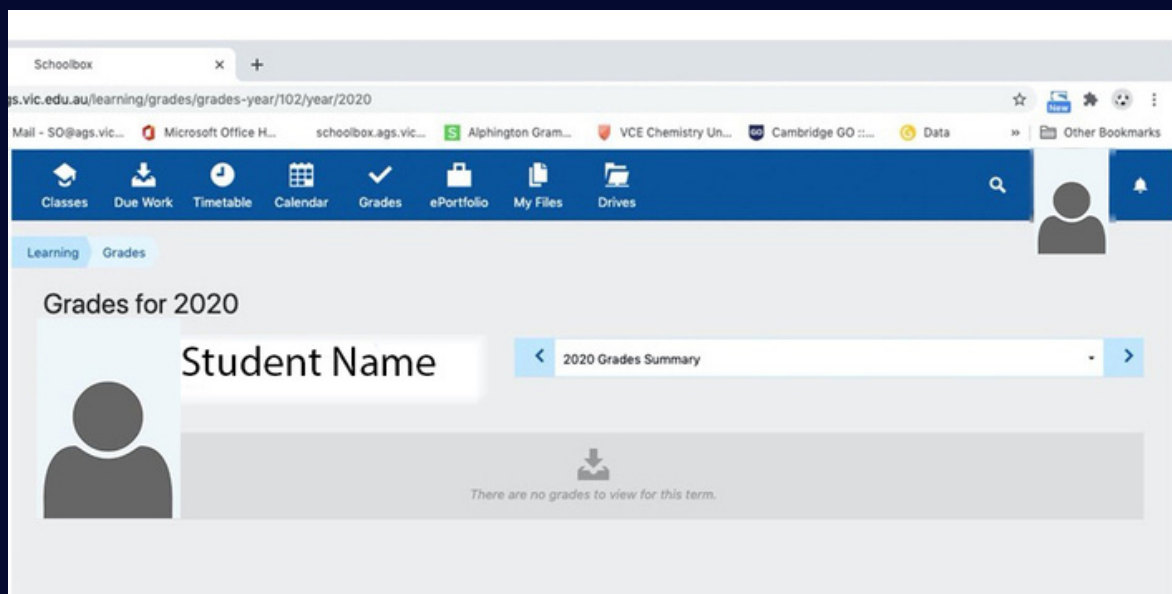 Schoolbox × +
gs.vic.edu.au/learning/grades/grades-year/102/year/2020 New
Mail - SO@ags.vic... Microsoft Office H... schoolbox.ags.vic... S Alphington Gram... VCE Chemistry Un... GO Cambridge GO ::... Data » Other Bookmarks
Classes Due Work Timetable Calendar Grades ePortfolio My Files Drives
Learning Grades
Grades for 2020
Student Name
2020 Grades Summary
There are no grades to view for this term.